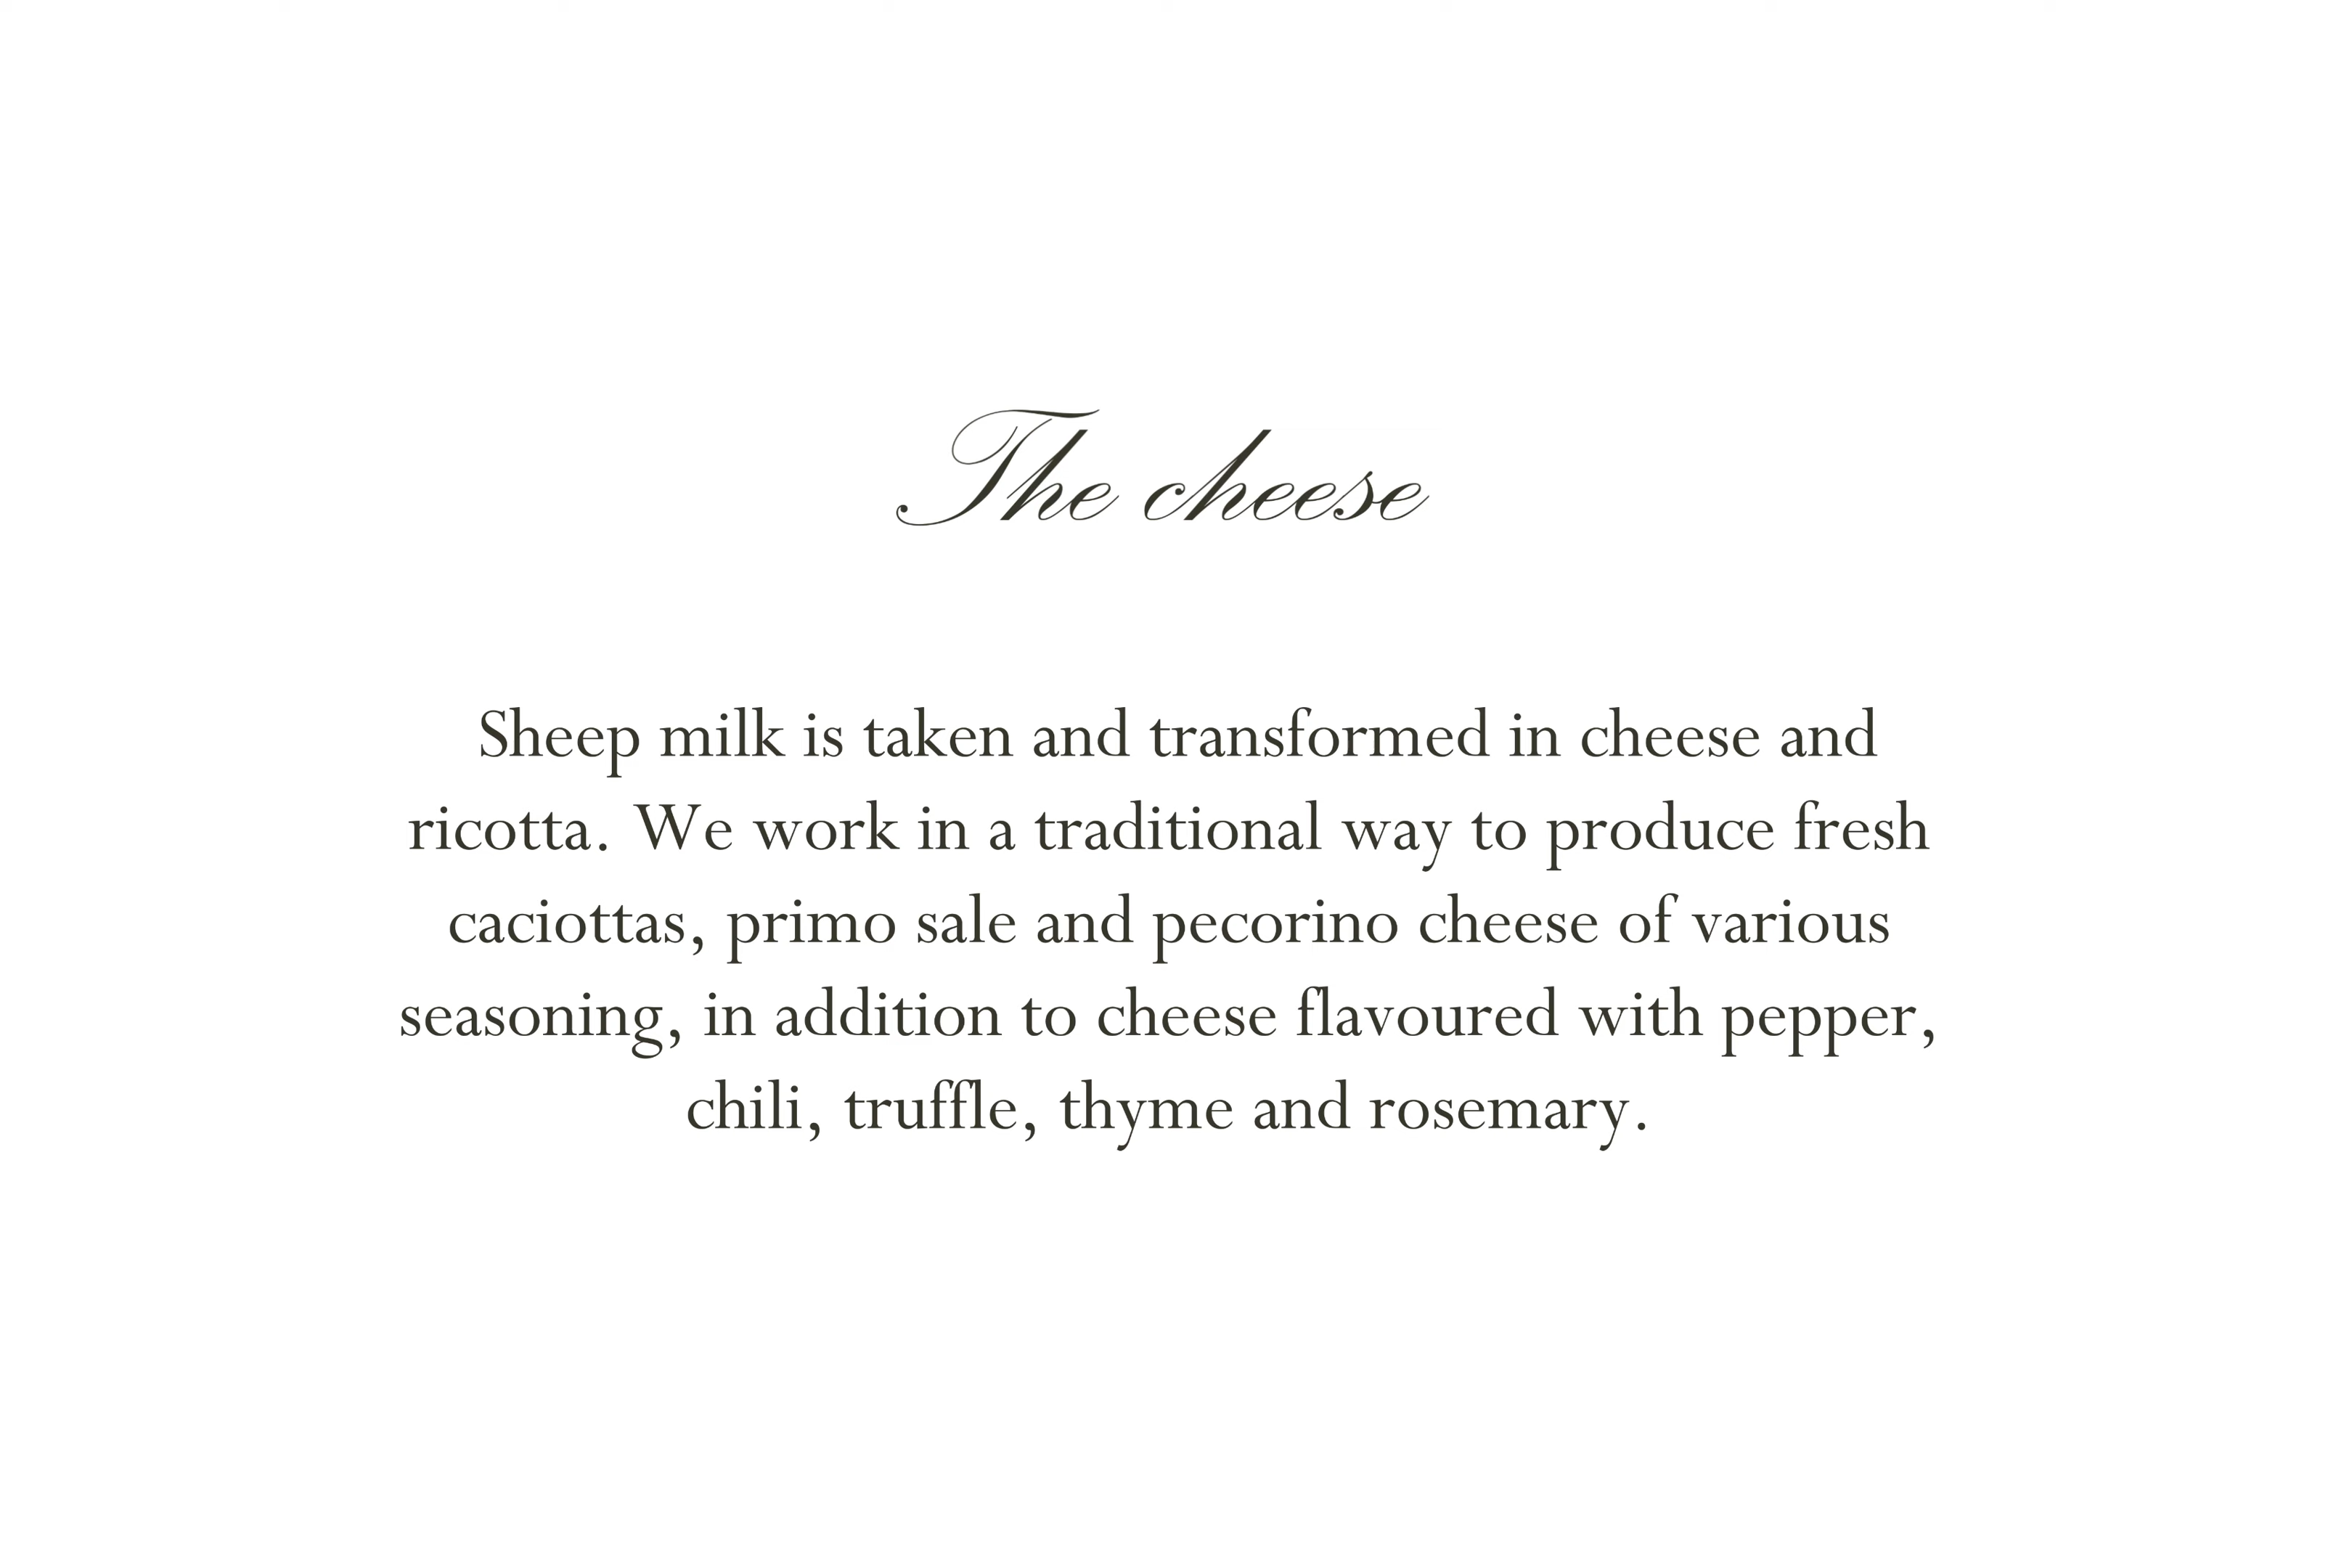 The cheese
Sheep milk is taken and transformed in cheese and
ricotta. We work in a traditional way to produce fresh
caciottas, primo sale and pecorino cheese of various
seasoning, in addition to cheese flavoured with pepper,
chili, truffle, thyme and rosemary.